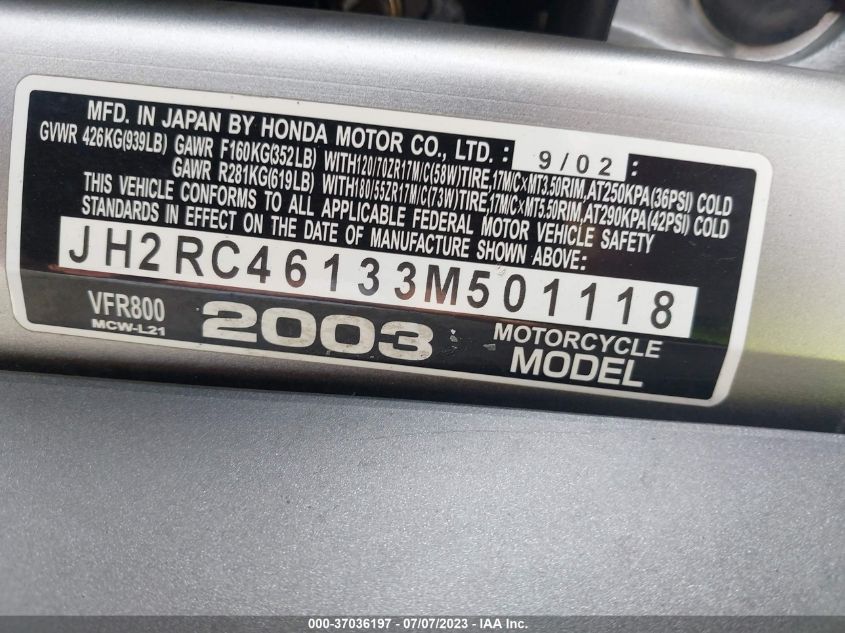 MFD. IN JAPAN BY HONDA MOTOR CO., LTD. : 9/02 :
GVWR 426KG(939LB) GAWR F160KG(352LB) WITH120/70ZR17M/C(58W)TIRE,17M/C×MT3.50RIM,AT250KPA(36PSI) COLD
GAWR R281KG(619LB) WITH180/55ZR17M/C(73W)TIRE,17M/C×MT5.50RIM,AT290KPA(42PSI) COLD
THIS VEHICLE CONFORMS TO ALL APPLICABLE FEDERAL MOTOR VEHICLE SAFETY
STANDARDS IN EFFECT ON THE DATE OF MANUFACTURE SHOWN ABOVE.
JH2RC46133M501118
VFR800
MCW-L21
2003
MOTORCYCLE
MODEL
000-37036197 - 07/07/2023 - IAA Inc.